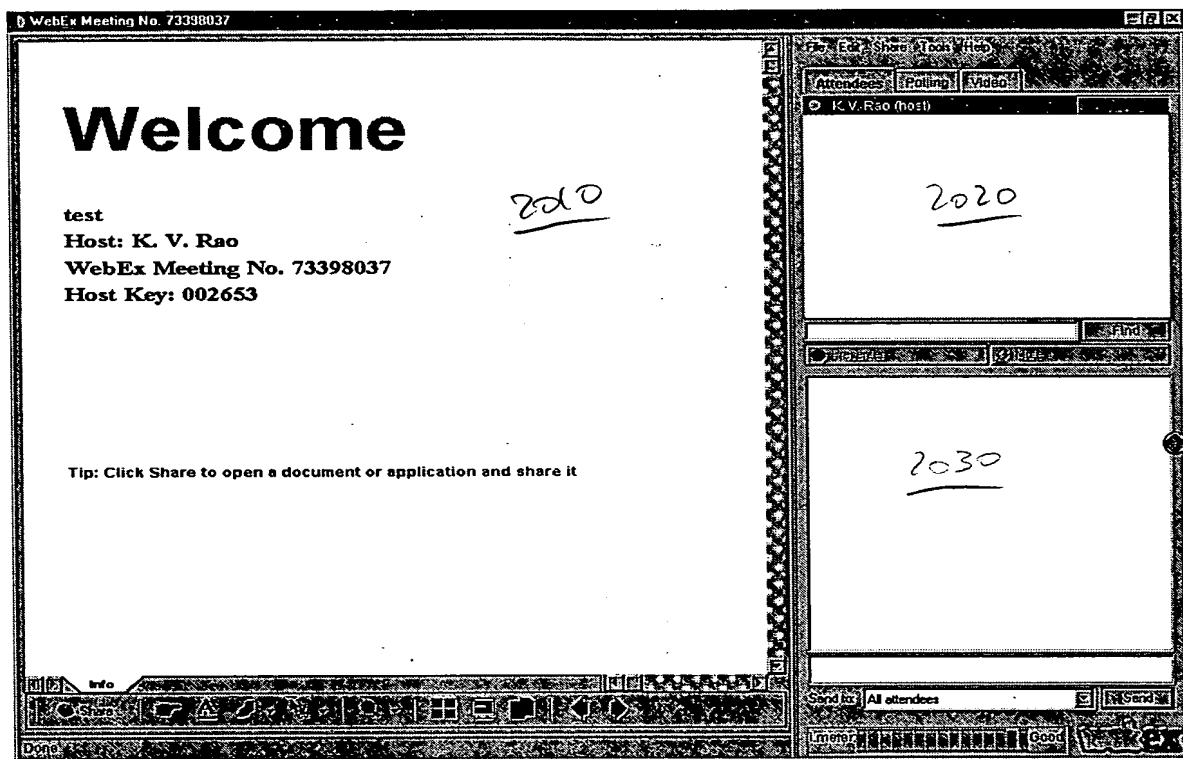 WebEx Meeting No. 73398037
Welcome
test
Host: K. V. Rao
WebEx Meeting No. 73398037
Host Key: 002653
2010
Tip: Click Share to open a document or application and share it
Info
Share
Done
File Edit Share Tools Help
Attendees Polling Video
K. V. Rao (host)
2020
Find
2030
Send to: All attendees Send
Good